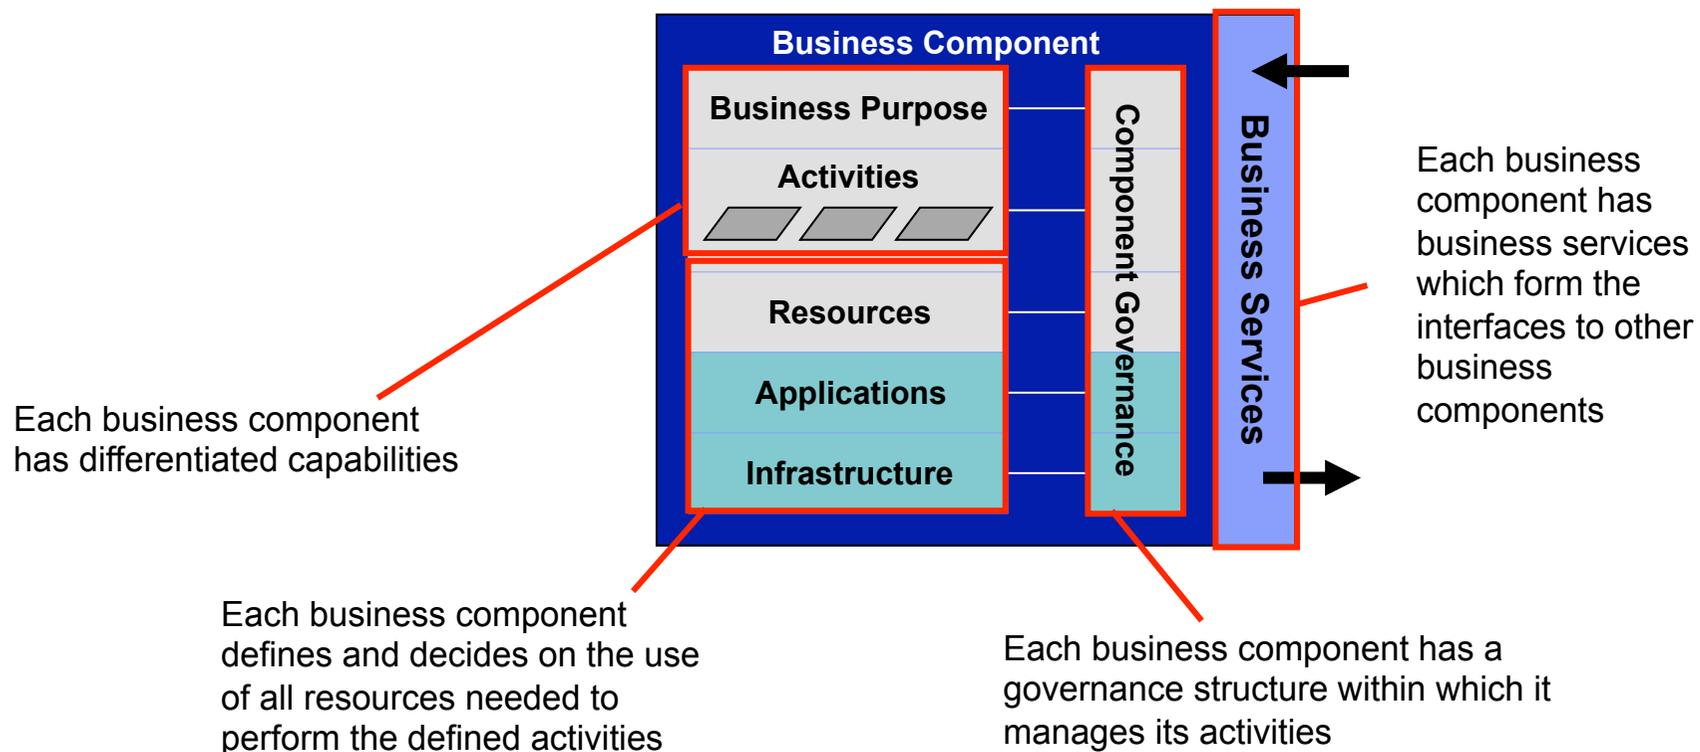 Business Component
Business Purpose
Activities
Resources
Applications
Infrastructure
Component Governance
Business Services
Each business
component has
business services
which form the
interfaces to other
business
components
Each business component
has differentiated capabilities
Each business component
defines and decides on the use
of all resources needed to
perform the defined activities
Each business component has a
governance structure within which it
manages its activities